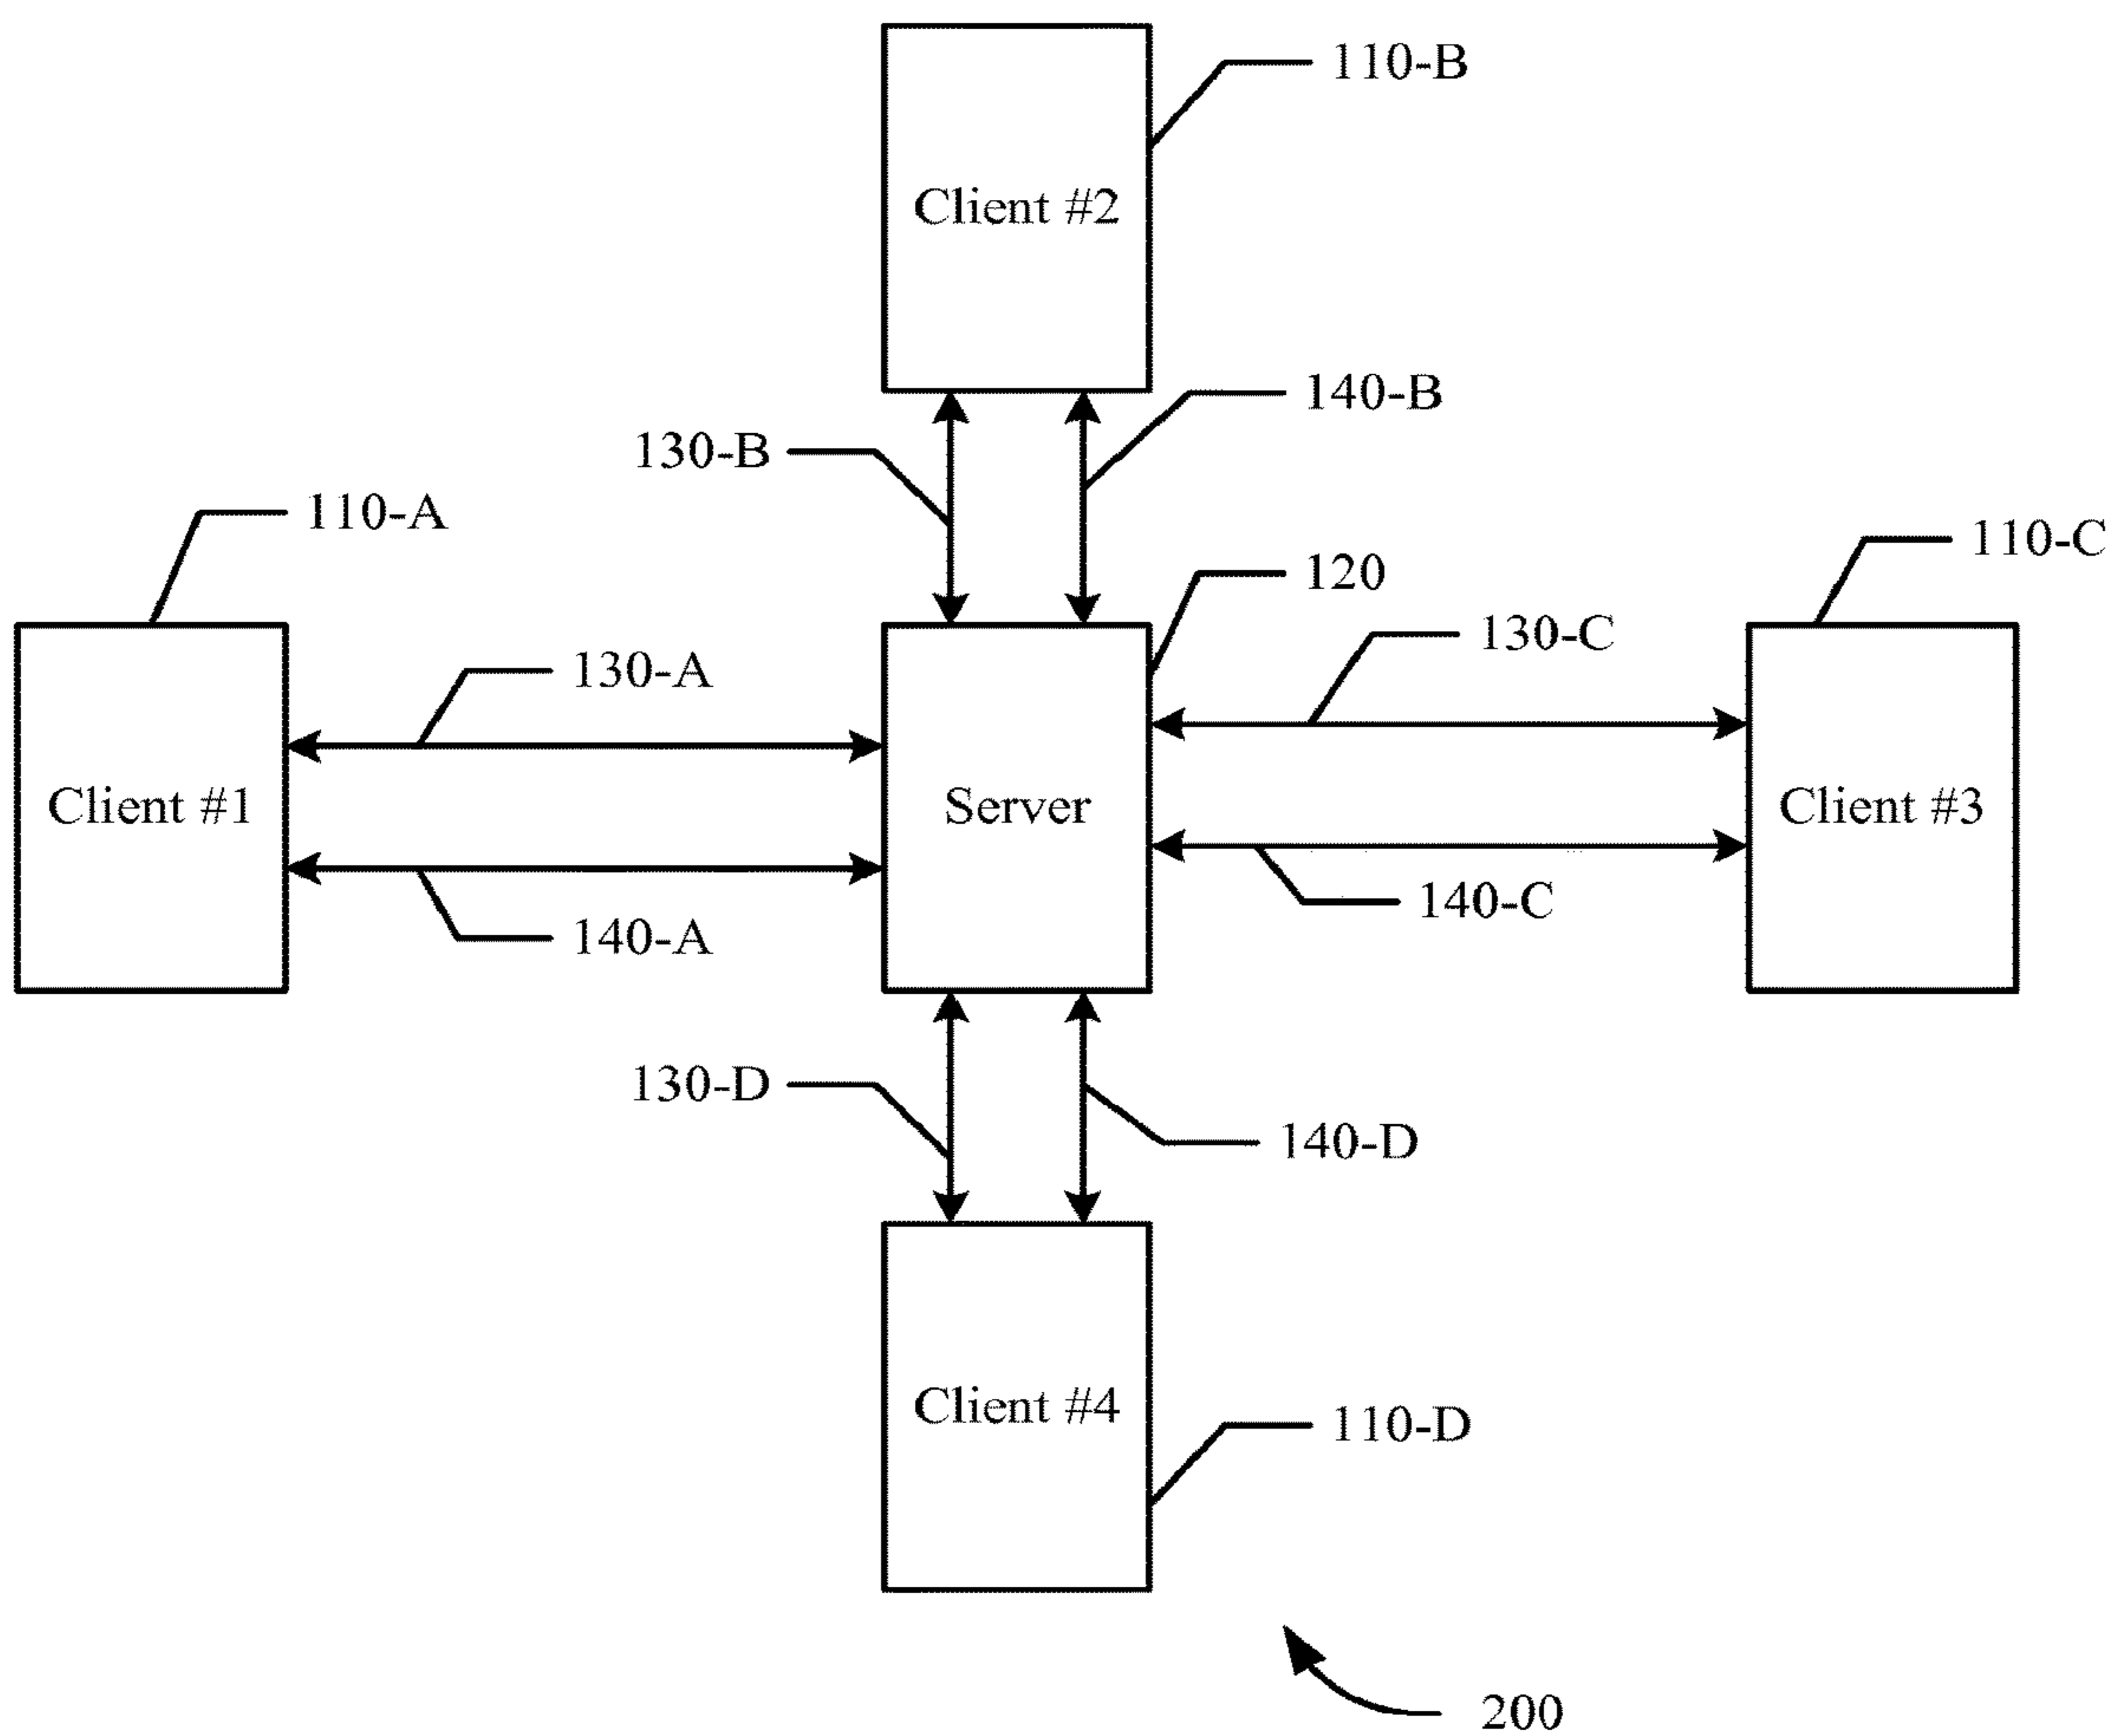 110-B
Client #2
140-B
130-B
110-A
110-C
120
130-C
130-A
Client #1
Server
Client #3
140-C
140-A
130-D
140-D
Client #4
110-D
200